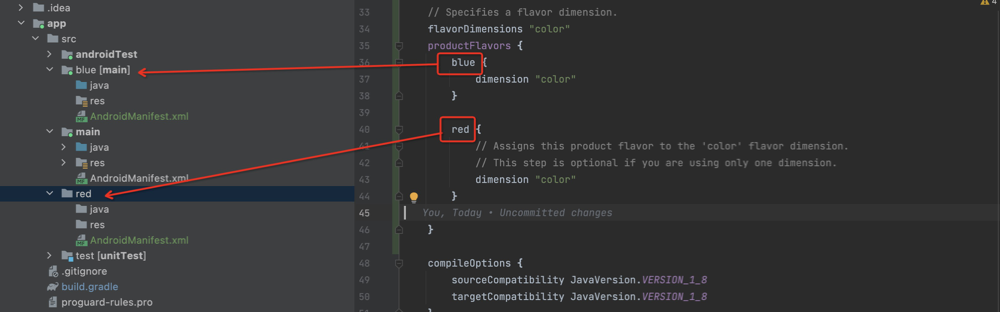 .idea
app
src
androidTest
blue [main]
java
res
AndroidManifest.xml
main
java
res
AndroidManifest.xml
red
java
res
AndroidManifest.xml
test [unitTest]
.gitignore
build.gradle
proguard-rules.pro
4
33 // Specifies a flavor dimension.
34 flavorDimensions "color"
35 productFlavors {
36 blue {
37 dimension "color"
38 }
39
40 red {
41 // Assigns this product flavor to the 'color' flavor dimension.
42 // This step is optional if you are using only one dimension.
43 dimension "color"
44 }
45 You, Today • Uncommitted changes
46 }
47
48 compileOptions {
49 sourceCompatibility JavaVersion.VERSION_1_8
50 targetCompatibility JavaVersion.VERSION_1_8